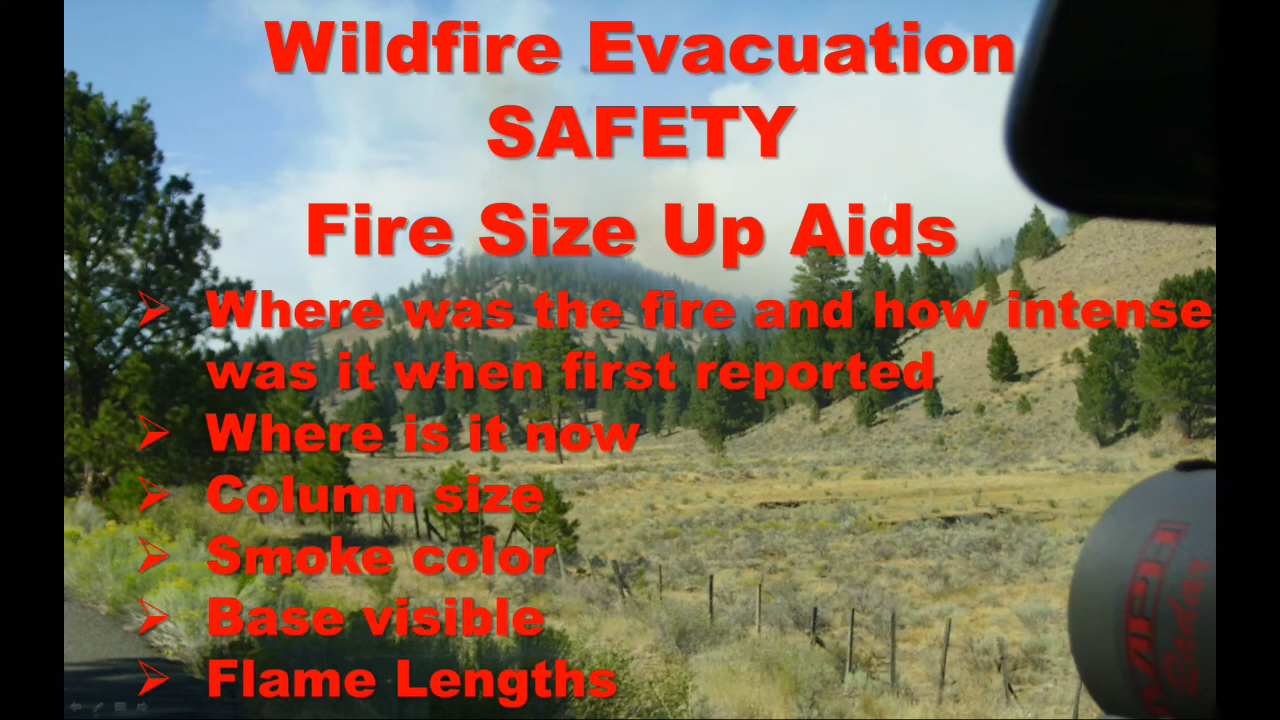 Wildfire Evacuation
SAFETY
Fire Size Up Aids
Where was the fire and how intense
was it when first reported
Where is it now
Column size
Smoke color
Base visible
Flame Lengths